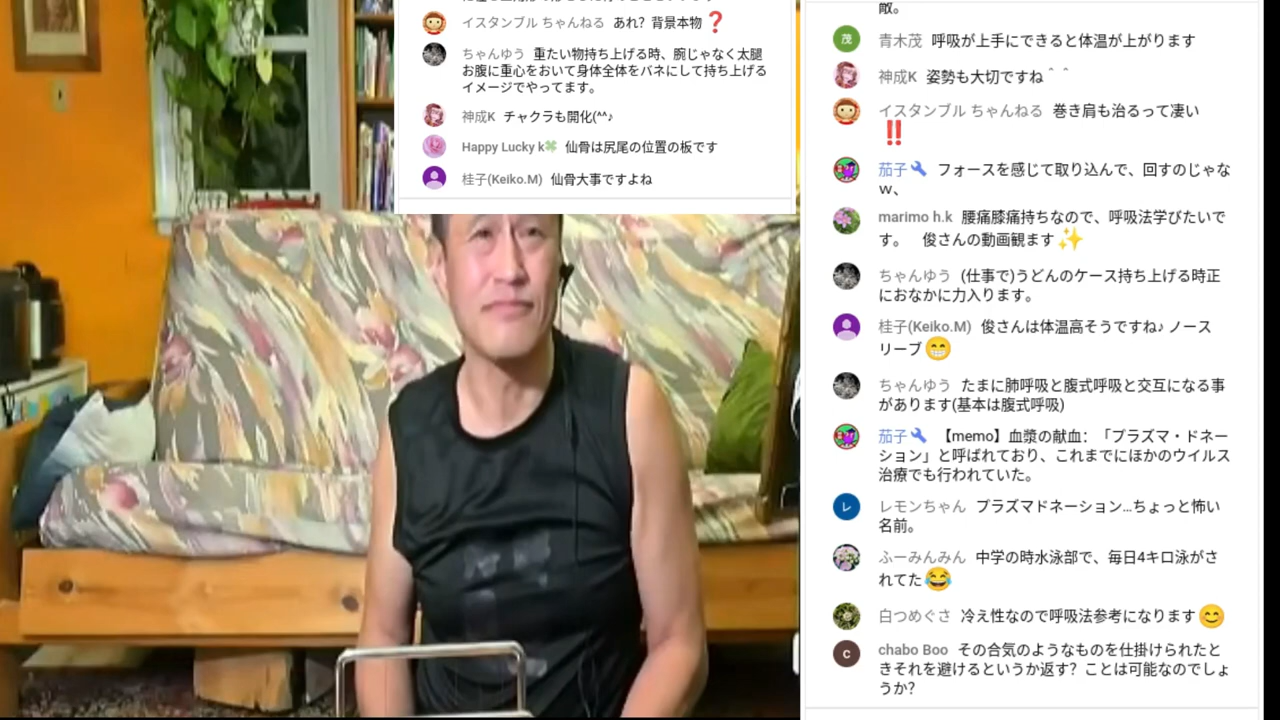 イスタンブル ちゃんねる あれ？背景本物❓
ちゃんゆう 重たい物持ち上げる時、腕じゃなく太腿
お腹に重心をおいて身体全体をバネにして持ち上げる
イメージでやってます。
神成K チャクラも開化(^^♪
Happy Lucky k🍀 仙骨は尻尾の位置の板です
桂子(Keiko.M) 仙骨大事ですよね
敵。
茂 青木茂 呼吸が上手にできると体温が上がります
神成K 姿勢も大切ですね＾＾
イスタンブル ちゃんねる 巻き肩も治るって凄い
‼️
茄子🔧 フォースを感じて取り込んで、回すのじゃな
w、
marimo h.k 腰痛膝痛持ちなので、呼吸法学びたいで
す。 俊さんの動画観ます✨
ちゃんゆう (仕事で)うどんのケース持ち上げる時正
におなかに力入ります。
桂子(Keiko.M) 俊さんは体温高そうですね♪ ノース
リーブ😁
ちゃんゆう たまに肺呼吸と腹式呼吸と交互になる事
があります(基本は腹式呼吸)
茄子🔧 【memo】血漿の献血：「プラズマ・ドネー
ション」と呼ばれており、これまでにほかのウイルス
治療でも行われていた。
レ レモンちゃん プラズマドネーション…ちょっと怖い
名前。
ふーみんみん 中学の時水泳部で、毎日4キロ泳がさ
れてた😂
白つめぐさ 冷え性なので呼吸法参考になります😊
C chabo Boo その合気のようなものを仕掛けられたと
きそれを避けるというか返す？ことは可能なのでしょ
うか？